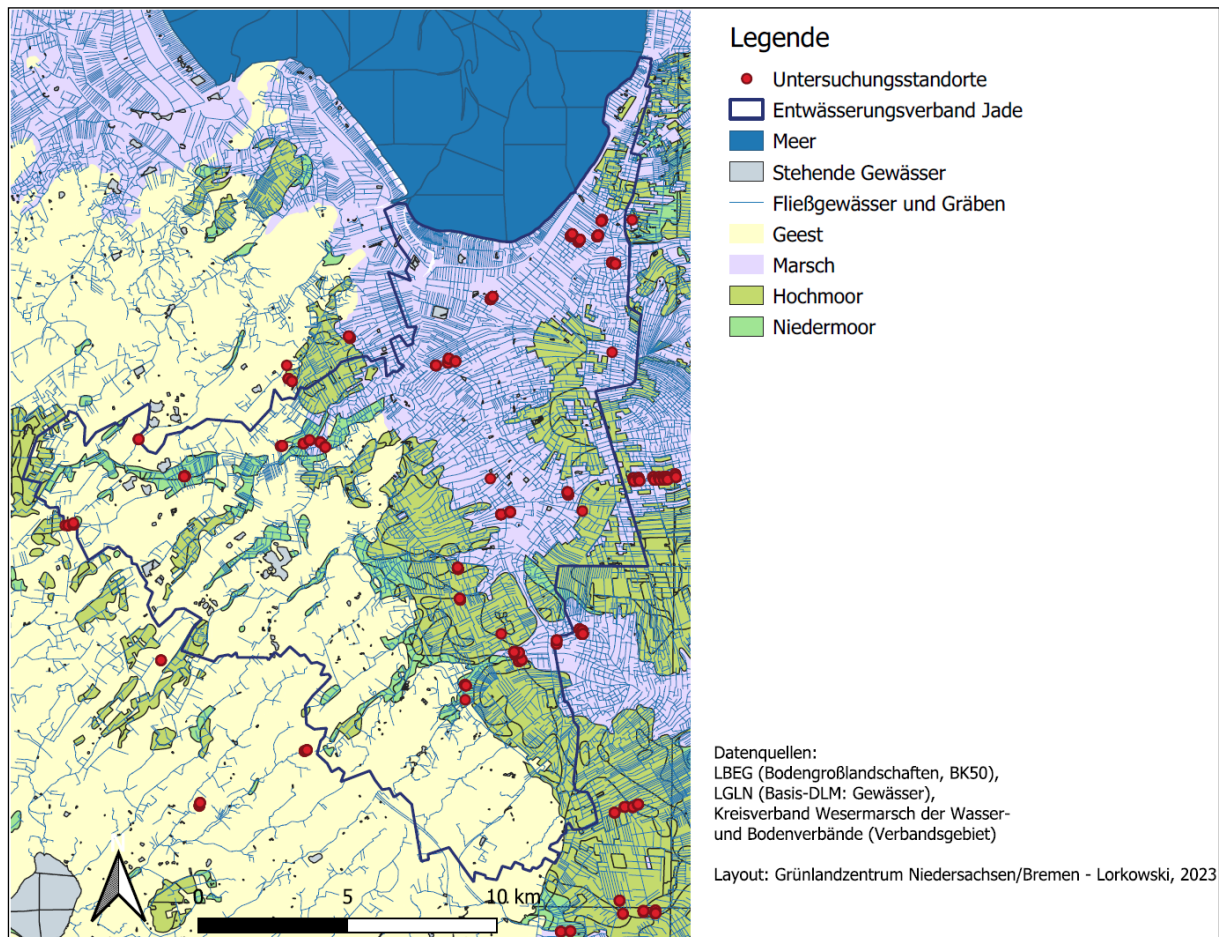 Legende
Untersuchungsstandorte
Entwässerungsverband Jade
Meer
Stehende Gewässer
Fließgewässer und Gräben
Geest
Marsch
Hochmoor
Niedermoor
Datenquellen:
LBEG (Bodengroßlandschaften, BK50),
LGLN (Basis-DLM: Gewässer),
Kreisverband Wesermarsch der Wasser-
und Bodenverbände (Verbandsgebiet)
Layout: Grünlandzentrum Niedersachsen/Bremen - Lorkowski, 2023
0 5 10 km